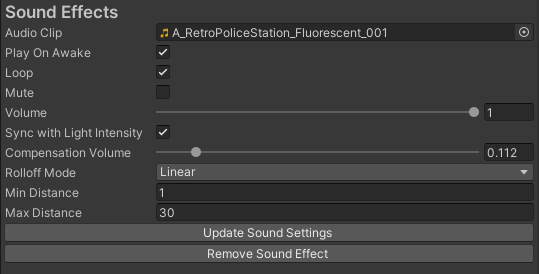 Sound Effects
Audio Clip A_RetroPoliceStation_Fluorescent_001
Play On Awake
Loop
Mute
Volume 1
Sync with Light Intensity
Compensation Volume 0.112
Rolloff Mode Linear
Min Distance 1
Max Distance 30
Update Sound Settings
Remove Sound Effect